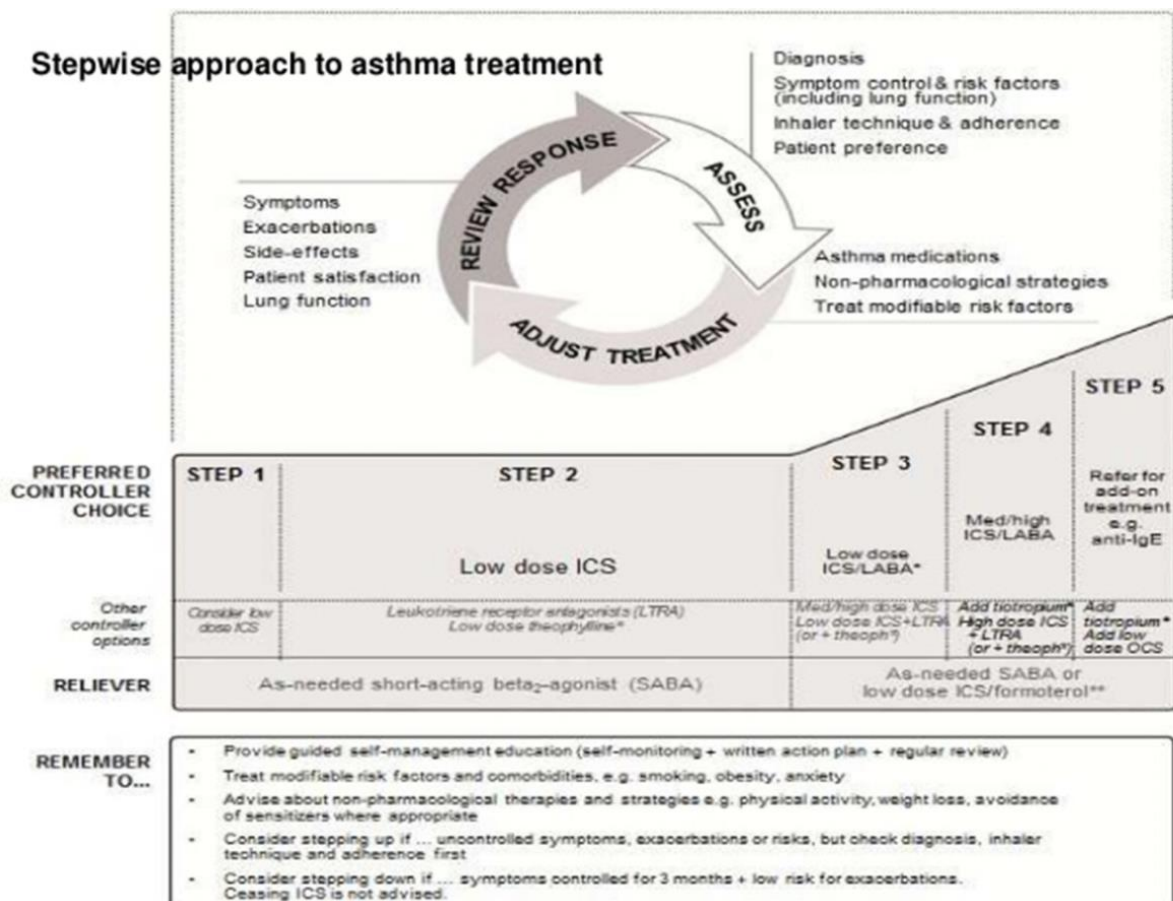 Stepwise approach to asthma treatment
Diagnosis
Symptom control & risk factors
(including lung function)
Inhaler technique & adherence
Patient preference
REVIEW RESPONSE
ASSESS
ADJUST TREATMENT
Symptoms
Exacerbations
Side-effects
Patient satisfaction
Lung function
Asthma medications
Non-pharmacological strategies
Treat modifiable risk factors
PREFERRED
CONTROLLER
CHOICE
STEP 1
STEP 2
Low dose ICS
STEP 3
Low dose
ICS/LABA*
STEP 4
Med/high
ICS/LABA
STEP 5
Refer for
add-on
treatment
e.g.
anti-IgE
Other
controller
options
Consider low
dose ICS
Leukotriene receptor antagonists (LTRA)
Low dose theophylline*
Med/high dose ICS
Low dose ICS+LTRA
(or + theoph*)
Add tiotropium*
High dose ICS
+ LTRA
(or + theoph*)
Add
tiotropium*
Add low
dose OCS
RELIEVER
As-needed short-acting beta₂-agonist (SABA)
As-needed SABA or
low dose ICS/formoterol**
REMEMBER
TO...
• Provide guided self-management education (self-monitoring + written action plan + regular review)
• Treat modifiable risk factors and comorbidities, e.g. smoking, obesity, anxiety
• Advise about non-pharmacological therapies and strategies e.g. physical activity, weight loss, avoidance
of sensitizers where appropriate
• Consider stepping up if ... uncontrolled symptoms, exacerbations or risks, but check diagnosis, inhaler
technique and adherence first
• Consider stepping down if ... symptoms controlled for 3 months + low risk for exacerbations.
Ceasing ICS is not advised.